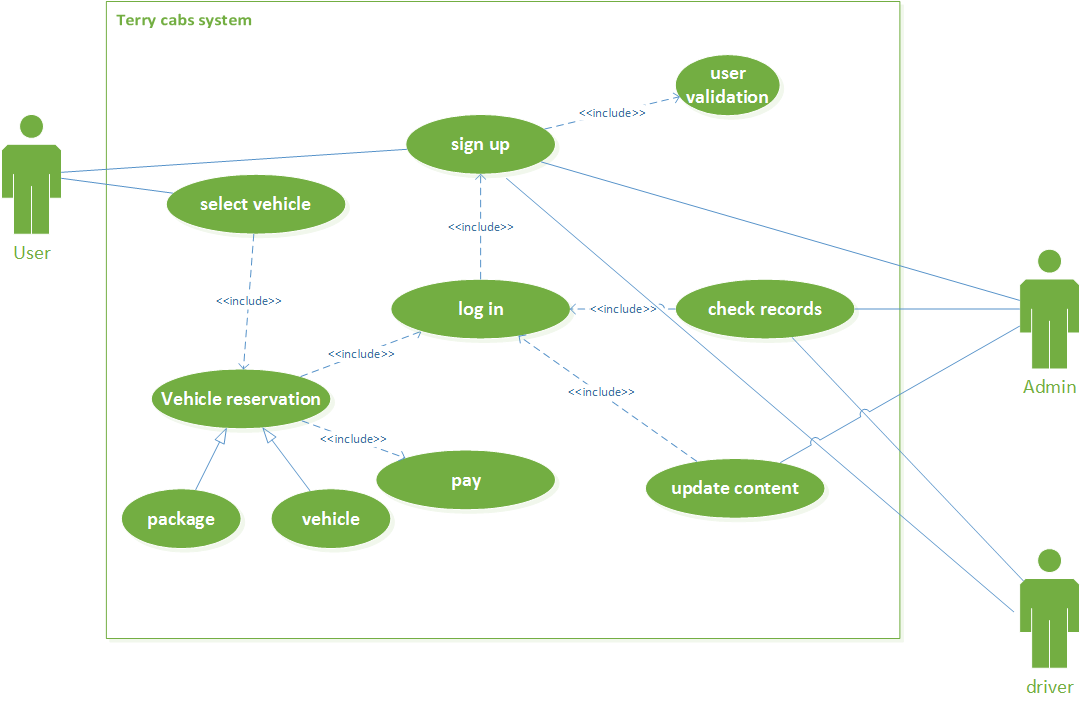 Terry cabs system
user
validation
<<include>>
sign up
select vehicle
<<include>>
User
<<include>>
log in
<<include>>
check records
<<include>>
Admin
Vehicle reservation
<<include>>
<<include>>
pay
update content
package
vehicle
driver